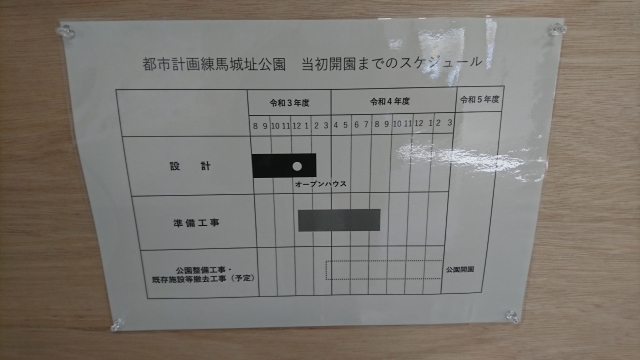 都市計画練馬城址公園 当初開園までのスケジュール
令和3年度 令和4年度 令和5年度
8 9 10 11 12 1 2 3 4 5 6 7 8 9 10 11 12 1 2 3
設 計
オープンハウス
準備工事
公園整備工事・
既存施設等撤去工事（予定）
公園開園